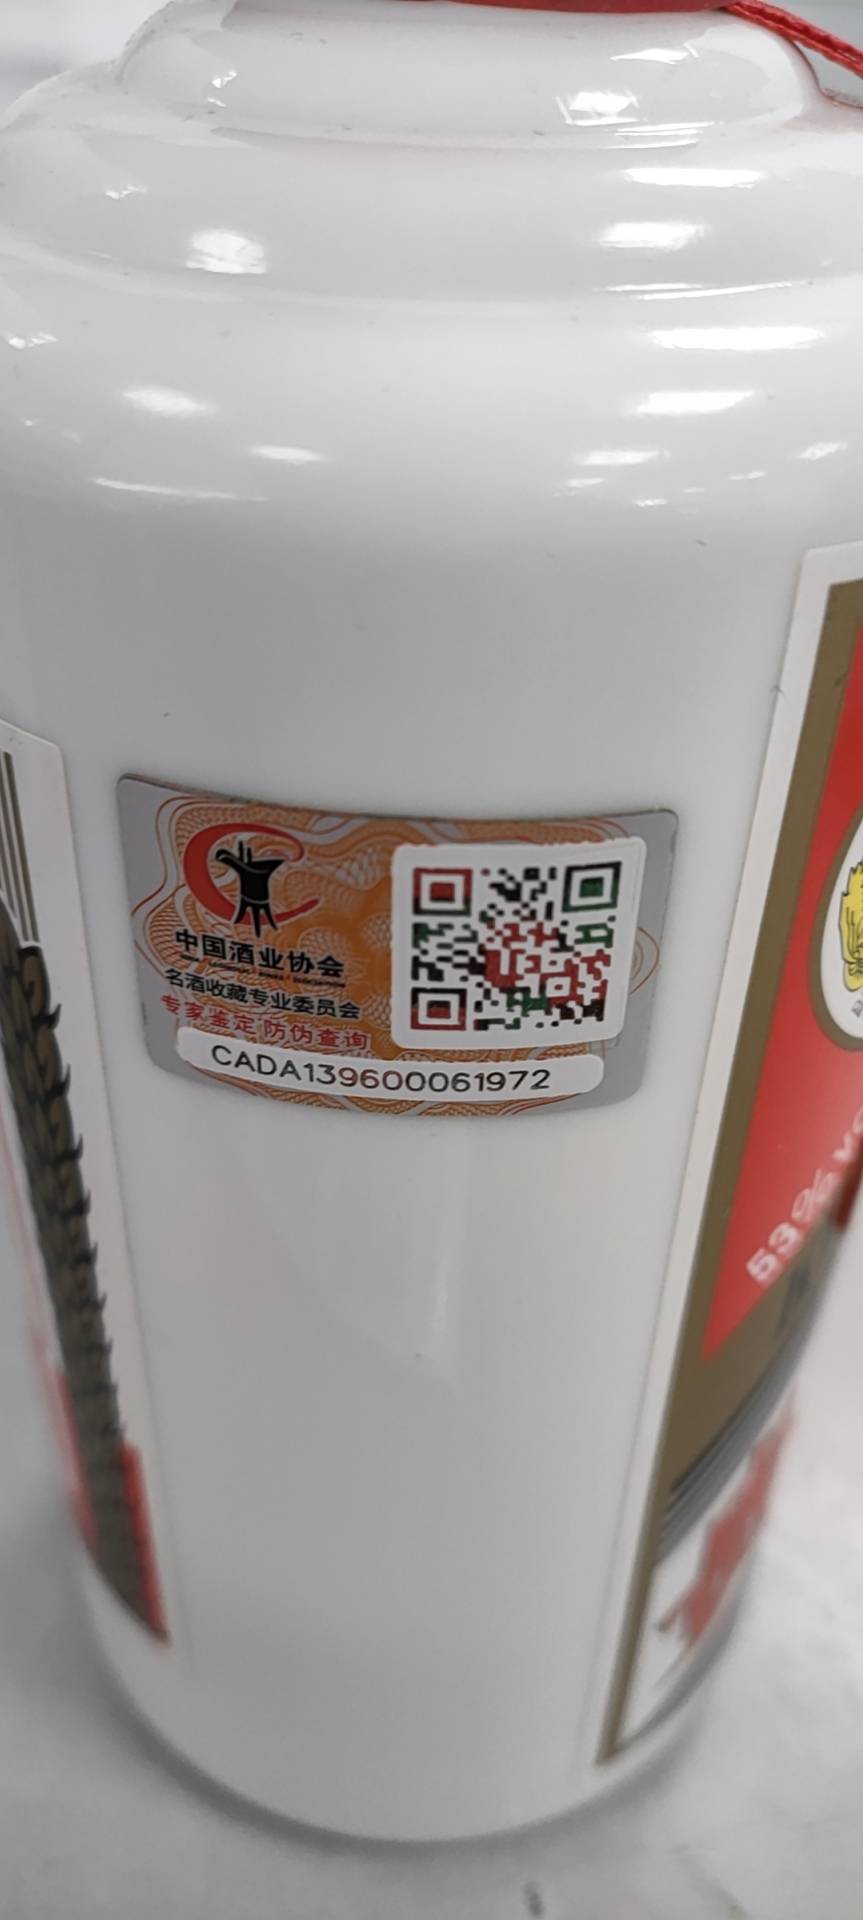 中国酒业协会
名酒收藏专业委员会
专家鉴定 防伪查询
CADA139600061972
53%